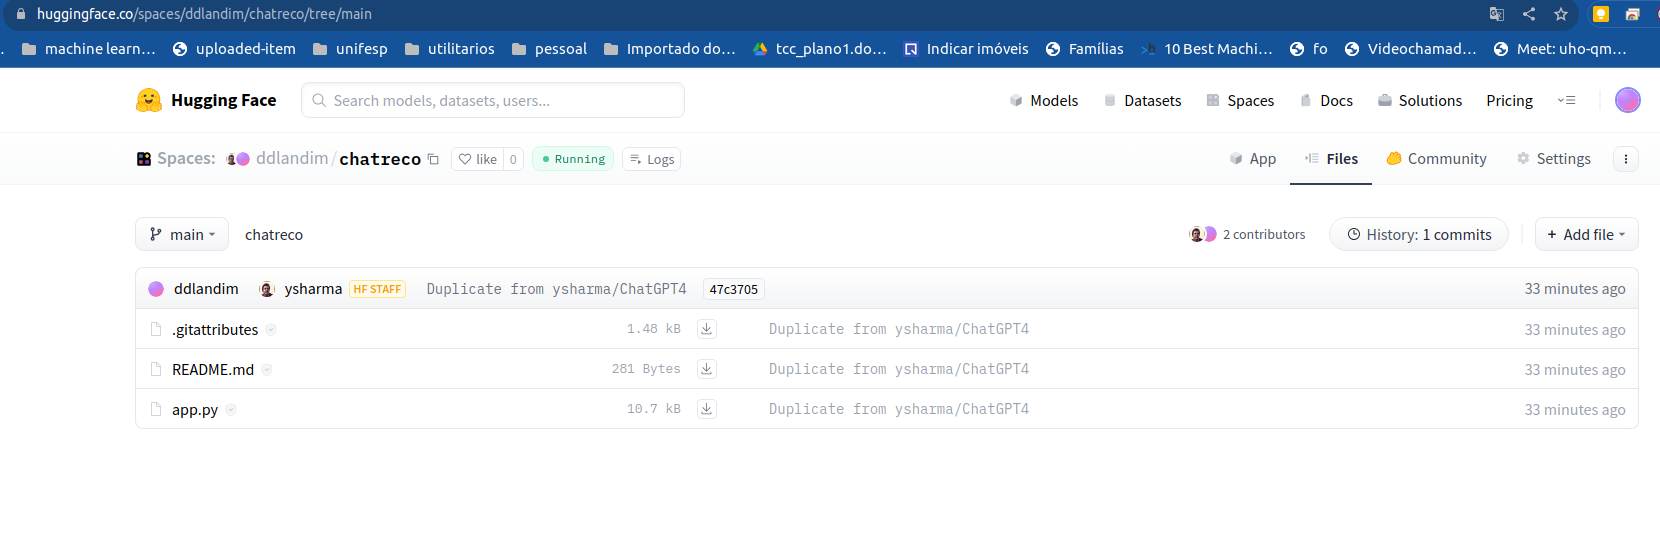 huggingface.co/spaces/ddlandim/chatreco/tree/main
machine learn... uploaded-item unifesp utilitarios pessoal Importado do... tcc_plano1.do... Indicar imóveis Famílias 10 Best Machi... fo Videochamad... Meet: uho-qm...
Hugging Face Search models, datasets, users... Models Datasets Spaces Docs Solutions Pricing
Spaces: ddlandim/chatreco like 0 Running Logs App Files Community Settings
main chatreco 2 contributors History: 1 commits + Add file
ddlandim ysharma HF STAFF Duplicate from ysharma/ChatGPT4 47c3705 33 minutes ago
.gitattributes 1.48 kB Duplicate from ysharma/ChatGPT4 33 minutes ago
README.md 281 Bytes Duplicate from ysharma/ChatGPT4 33 minutes ago
app.py 10.7 kB Duplicate from ysharma/ChatGPT4 33 minutes ago